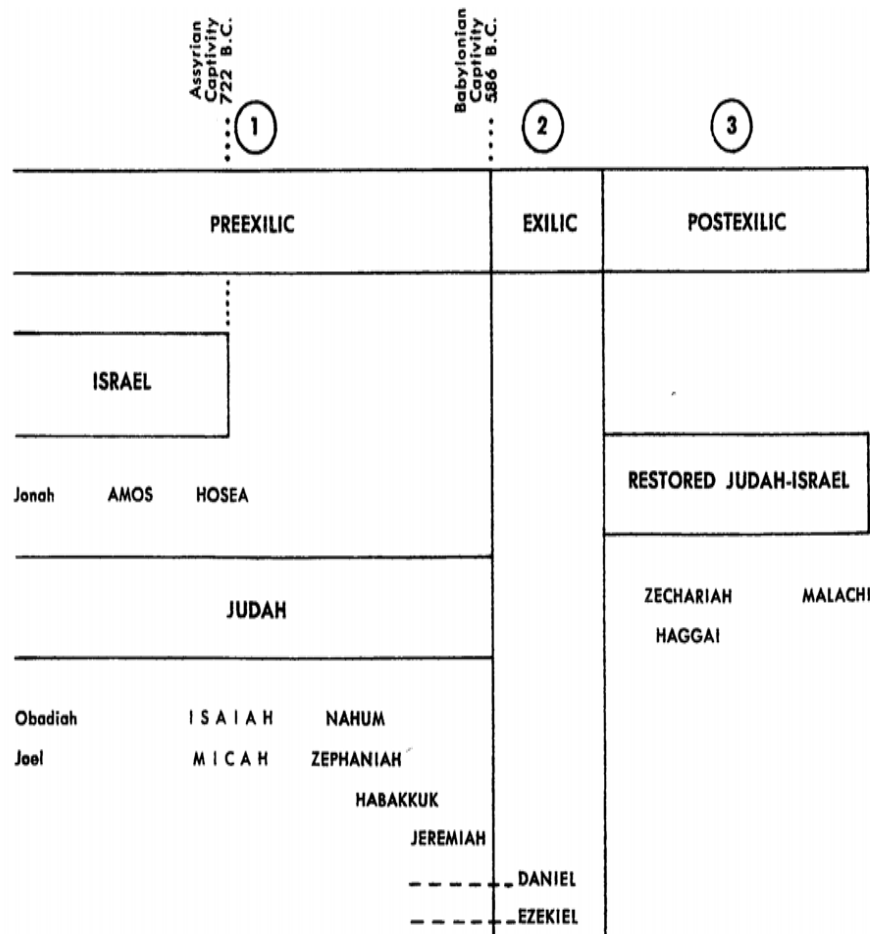 Assyrian
Captivity
722 B.C.
Babylonian
Captivity
586 B.C.
1 2 3
PREEXILIC EXILIC POSTEXILIC
ISRAEL
RESTORED JUDAH-ISRAEL
Jonah AMOS HOSEA
JUDAH
ZECHARIAH MALACHI
HAGGAI
Obadiah ISAIAH NAHUM
Joel MICAH ZEPHANIAH
HABAKKUK
JEREMIAH
DANIEL
EZEKIEL